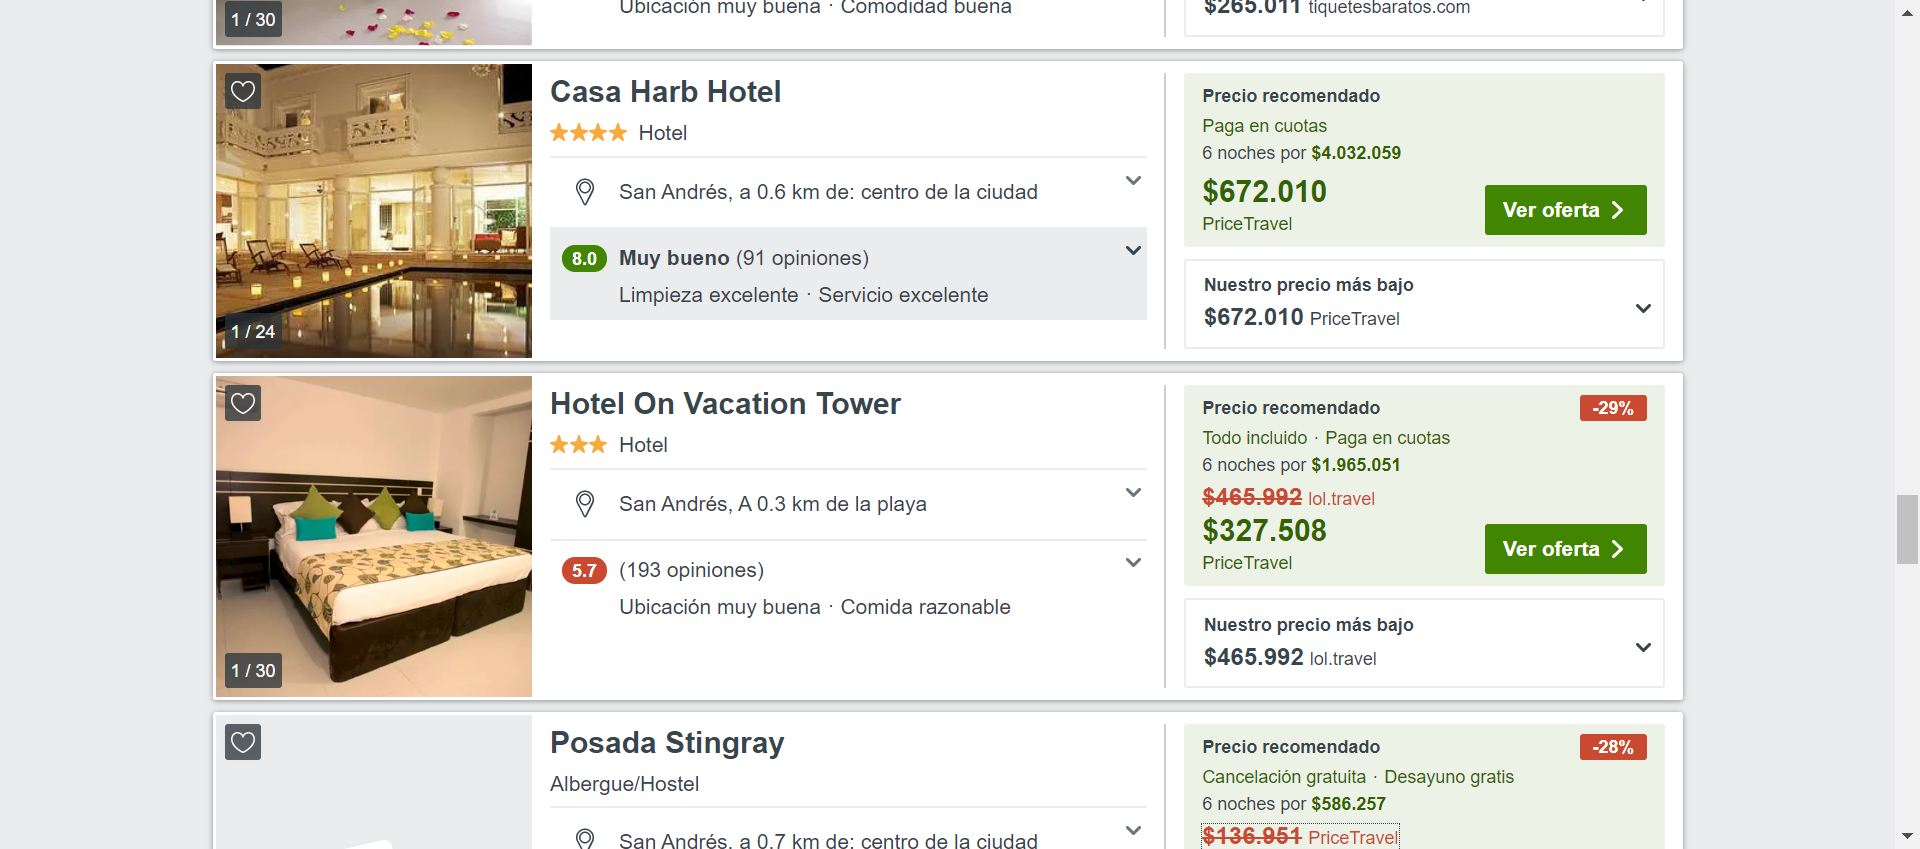 1 / 30
Ubicación muy buena · Comodidad buena
$265.011 tiquetesbaratos.com
Casa Harb Hotel
Hotel
San Andrés, a 0.6 km de: centro de la ciudad
8.0 Muy bueno (91 opiniones)
Limpieza excelente · Servicio excelente
1 / 24
Precio recomendado
Paga en cuotas
6 noches por $4.032.059
$672.010
PriceTravel
Ver oferta
Nuestro precio más bajo
$672.010 PriceTravel
Hotel On Vacation Tower
Hotel
San Andrés, A 0.3 km de la playa
5.7 (193 opiniones)
Ubicación muy buena · Comida razonable
1 / 30
Precio recomendado
-29%
Todo incluido · Paga en cuotas
6 noches por $1.965.051
$465.992 lol.travel
$327.508
PriceTravel
Ver oferta
Nuestro precio más bajo
$465.992 lol.travel
Posada Stingray
Albergue/Hostel
San Andrés, a 0.7 km de: centro de la ciudad
Precio recomendado
-28%
Cancelación gratuita · Desayuno gratis
6 noches por $586.257
$136.951 PriceTravel